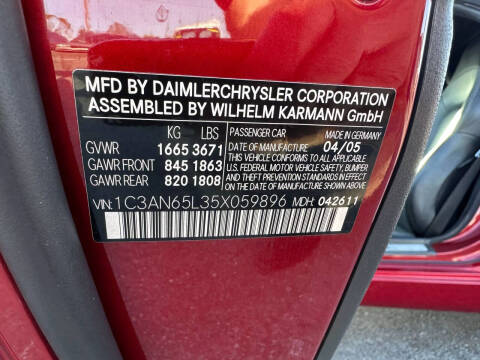 MFD BY DAIMLERCHRYSLER CORPORATION
ASSEMBLED BY WILHELM KARMANN GmbH
KG LBS PASSENGER CAR MADE IN GERMANY
GVWR 1665 3671 DATE OF MANUFACTURE 04/05
GAWR FRONT 845 1863 THIS VEHICLE CONFORMS TO ALL APPLICABLE
GAWR REAR 820 1808 U.S. FEDERAL MOTOR VEHICLE SAFETY, BUMPER
AND THEFT PREVENTION STANDARDS IN EFFECT
ON THE DATE OF MANUFACTURE SHOWN ABOVE
VIN: 1C3AN65L35X059896 MDH: 042611